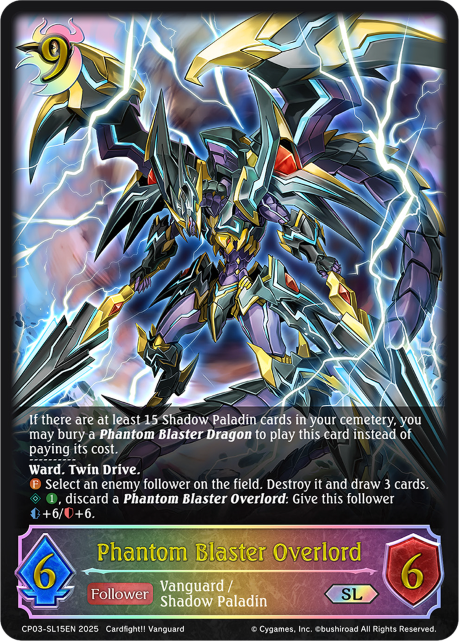 9
If there are at least 15 Shadow Paladin cards in your cemetery, you
may bury a Phantom Blaster Dragon to play this card instead of
paying its cost.
----------
Ward. Twin Drive.
F Select an enemy follower on the field. Destroy it and draw 3 cards.
1, discard a Phantom Blaster Overlord: Give this follower
+6/+6.
Phantom Blaster Overlord
6
Follower
Vanguard /
Shadow Paladin
SL
6
CP03-SL15EN 2025 Cardfight!! Vanguard © Cygames, Inc. ©bushiroad All Rights Reserved.